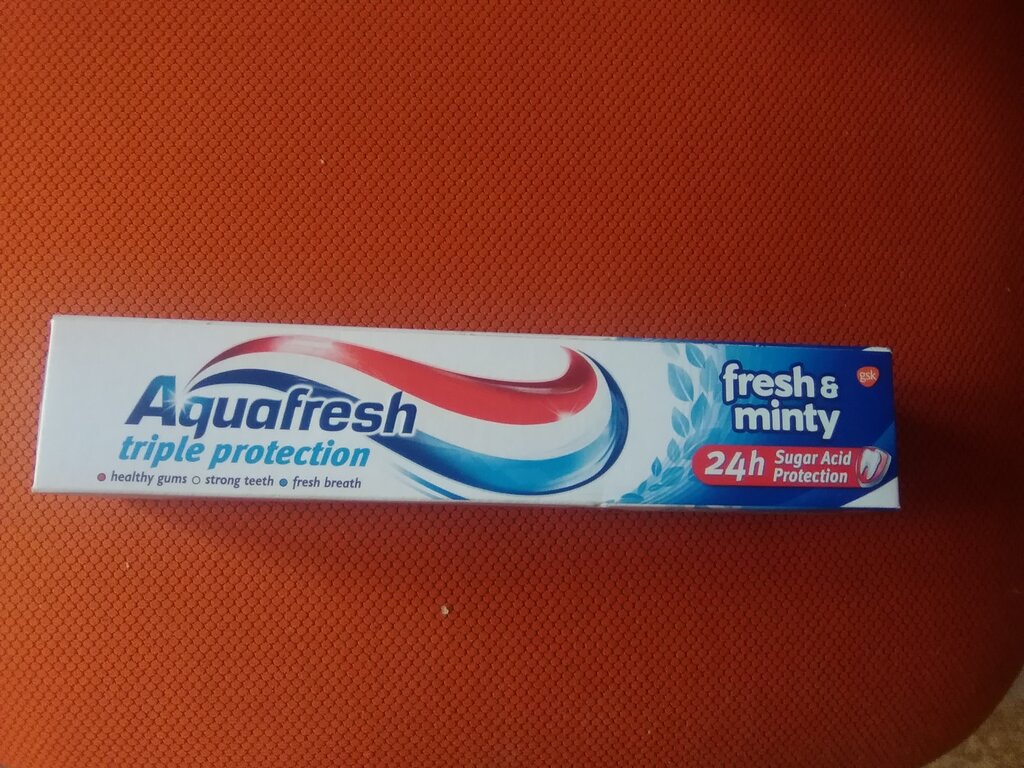 Aquafresh
triple protection
healthy gums strong teeth fresh breath
fresh &
minty
gsk
24h Sugar Acid
Protection